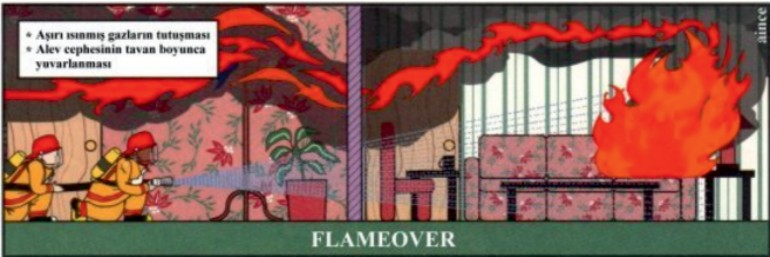 * Aşırı ısınmış gazların tutuşması
* Alev cephesinin tavan boyunca
yuvarlanması
aince
FLAMEOVER